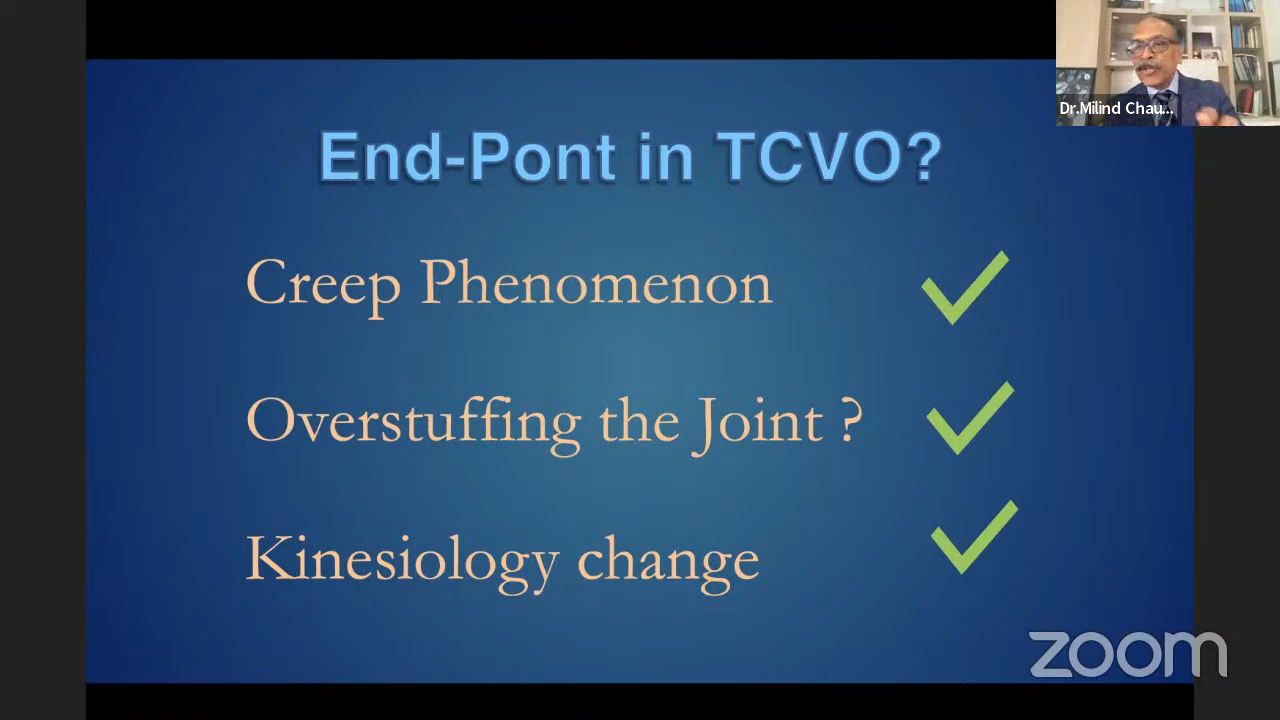 Dr.Milind Chau...
End-Pont in TCVO?
Creep Phenomenon
Overstuffing the Joint ?
Kinesiology change
zoom